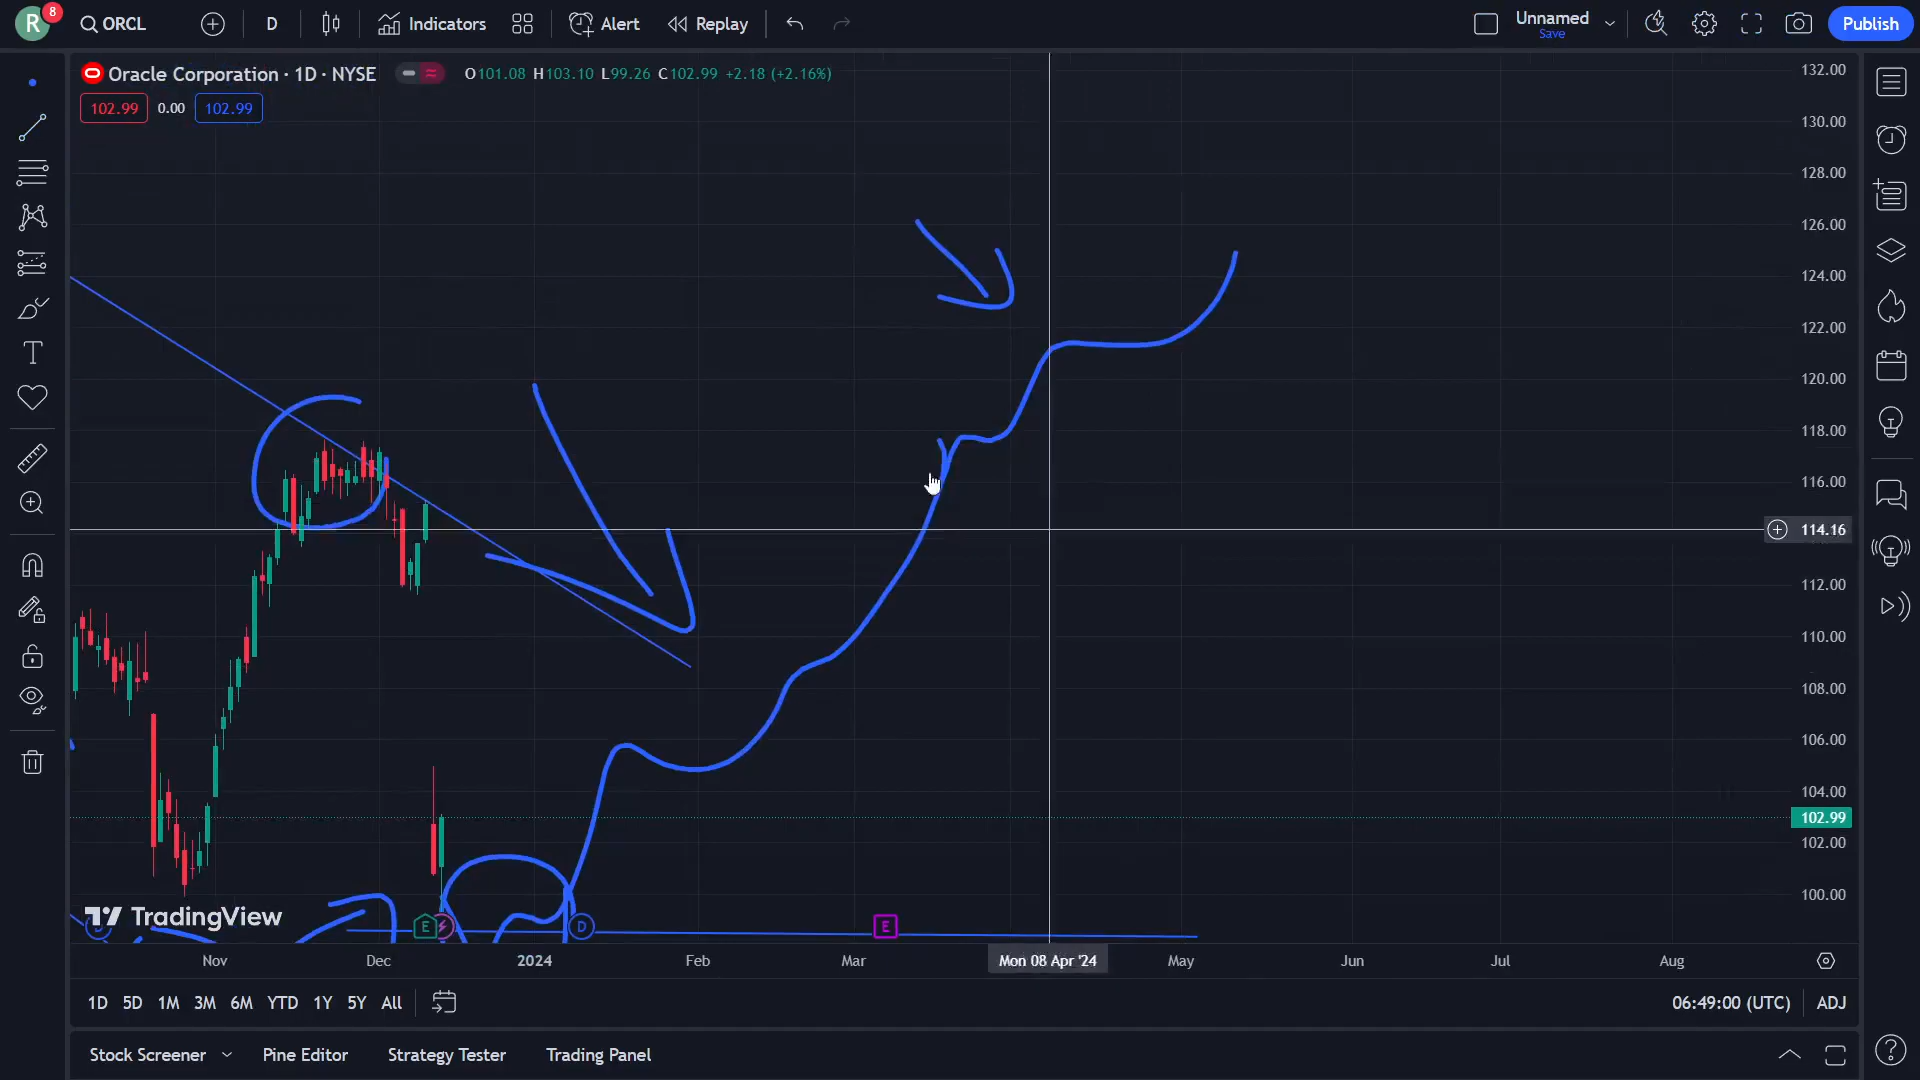 R 8 ORCL D Indicators Alert Replay Unnamed Save Publish
Oracle Corporation · 1D · NYSE O101.08 H103.10 L99.26 C102.99 +2.18 (+2.16%)
102.99 0.00 102.99
132.00
130.00
128.00
126.00
124.00
122.00
120.00
118.00
116.00
114.16
112.00
110.00
108.00
106.00
104.00
102.99
102.00
100.00
TradingView
D E D E
Nov Dec 2024 Feb Mar Mon 08 Apr '24 May Jun Jul Aug
1D 5D 1M 3M 6M YTD 1Y 5Y All 06:49:00 (UTC) ADJ
Stock Screener Pine Editor Strategy Tester Trading Panel